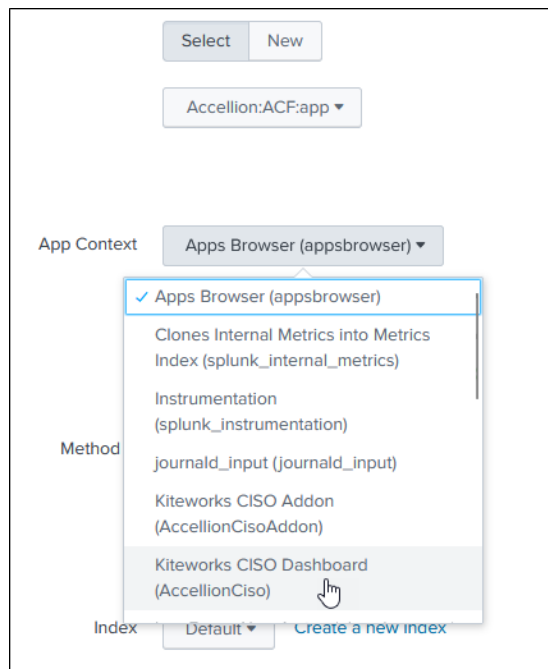 Select New
Accellion:ACF:app
App Context Apps Browser (appsbrowser)
Apps Browser (appsbrowser)
Clones Internal Metrics into Metrics
Index (splunk_internal_metrics)
Instrumentation
(splunk_instrumentation)
Method
journald_input (journald_input)
Kiteworks CISO Addon
(AccellionCisoAddon)
Kiteworks CISO Dashboard
(AccellionCiso)
Index Default Create a new index